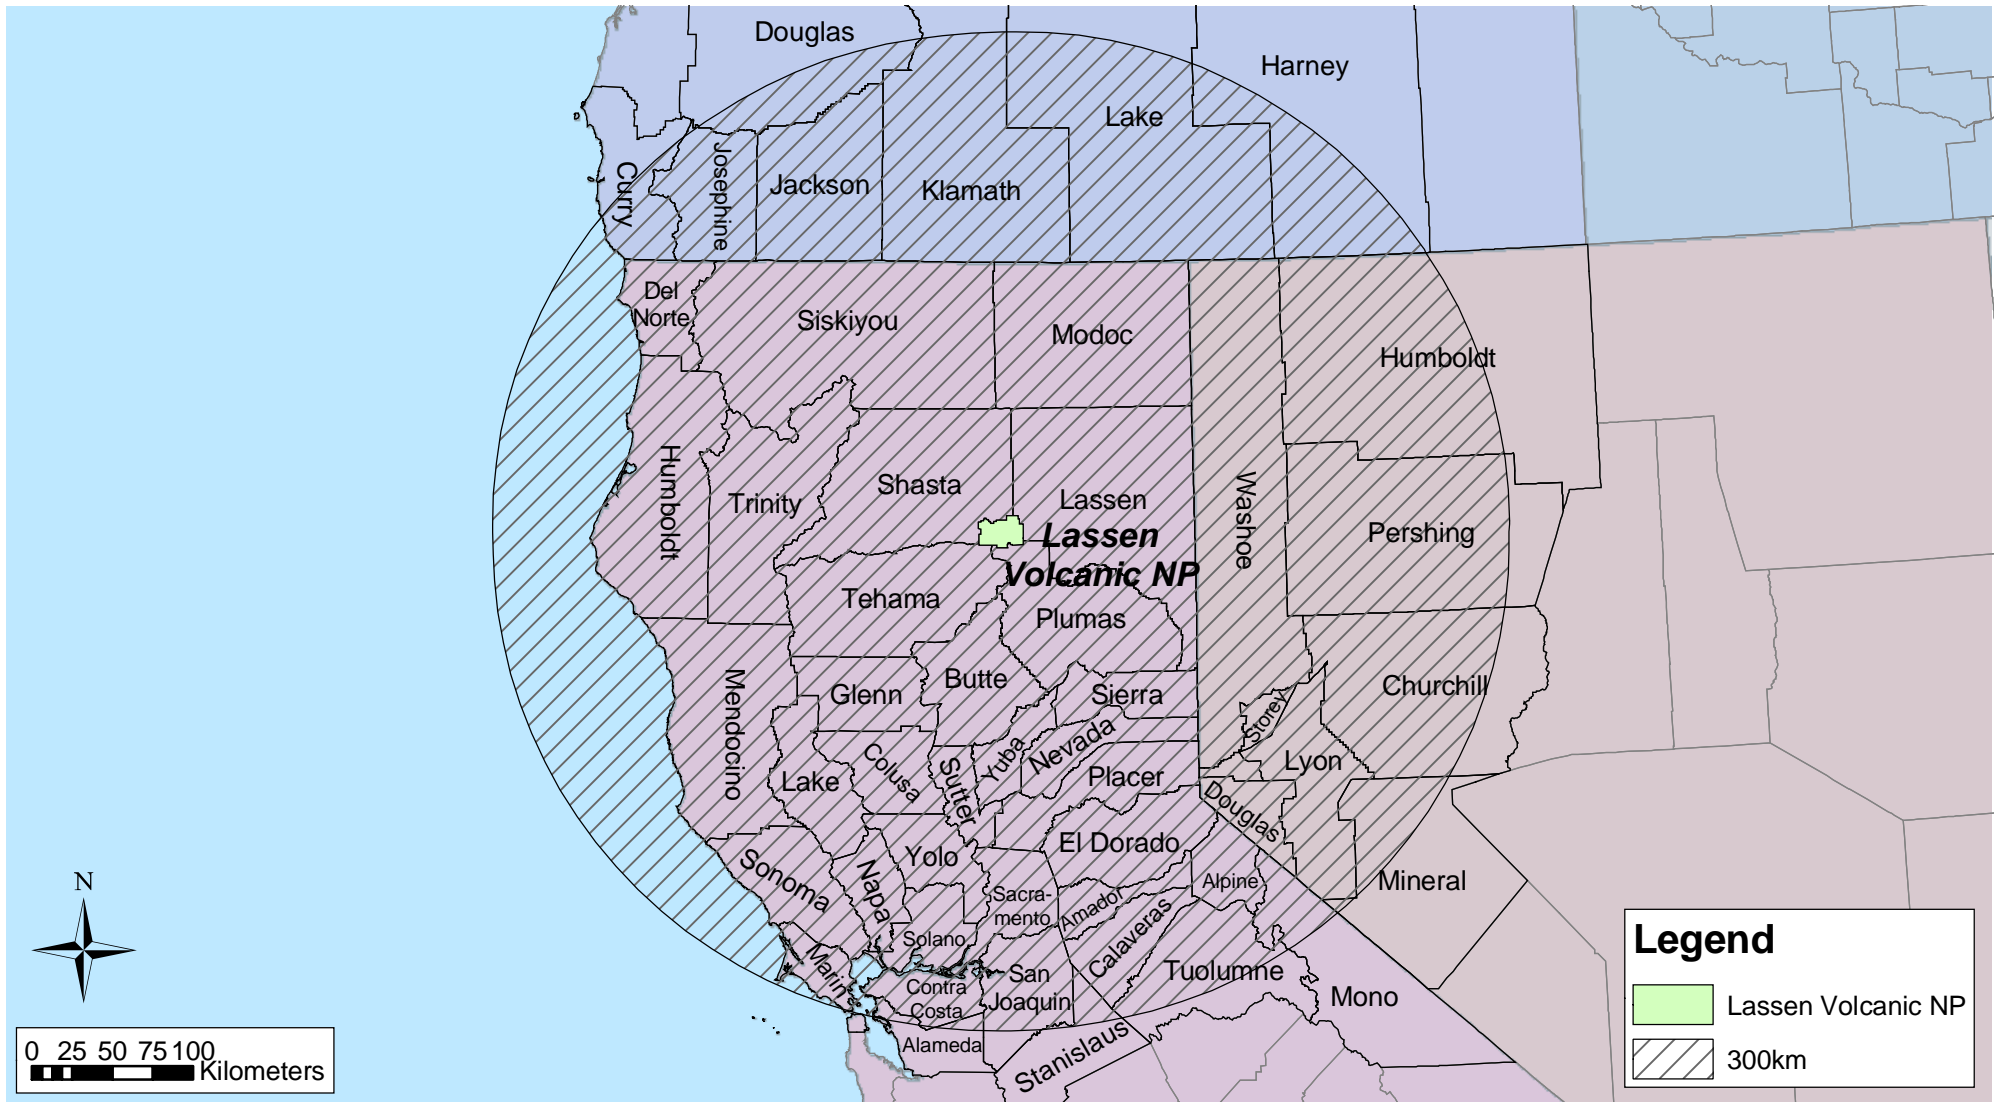 Douglas
Harney
Lake
Curry
Josephine
Jackson
Klamath
Del
Norte
Siskiyou
Modoc
Humboldt
Humboldt
Trinity
Shasta
Lassen
Washoe
Pershing
Lassen
Volcanic NP
Tehama
Plumas
Mendocino
Glenn
Butte
Sierra
Churchill
Storey
Lake
Colusa
Sutter
Yuba
Nevada
Placer
Lyon
Douglas
Sonoma
Napa
Yolo
El Dorado
Sacra-
mento
Amador
Alpine
Mineral
Calaveras
Solano
Marin
Contra
Costa
San
Joaquin
Tuolumne
Mono
Alameda
Stanislaus
N
0 25 50 75 100
Kilometers
Legend
Lassen Volcanic NP
300km